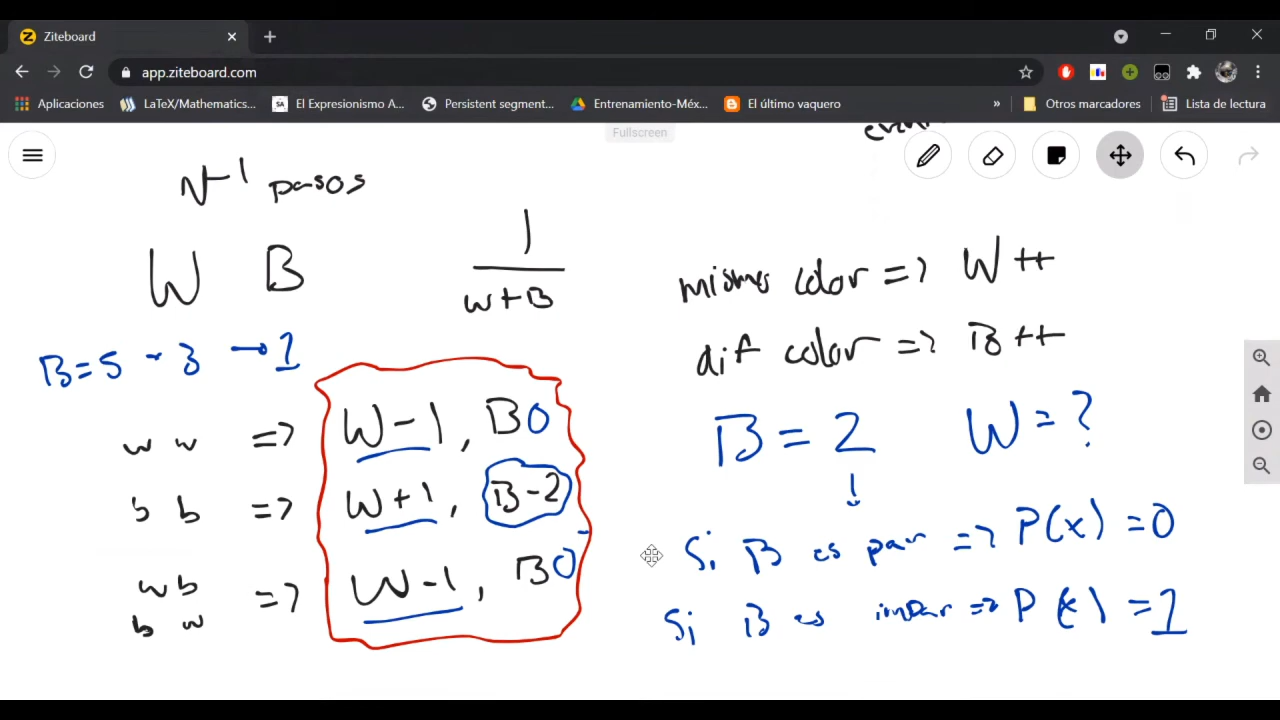 Ziteboard
app.ziteboard.com
Aplicaciones
LaTeX/Mathematics...
SA El Expresionismo A...
Persistent segment...
Entrenamiento-Méx...
El último vaquero
»
Otros marcadores
Lista de lectura
Fullscreen
N-1 pasos
W B
1
W+B
mismo color => W++
dif color => B++
B=5 → 3 → 1
B = 2 W = ?
w w => W-1, B0
b b => W+1, B-2
w b
b w => W-1, B0
Si B es par => P(x) = 0
Si B es impar => P(x) = 1